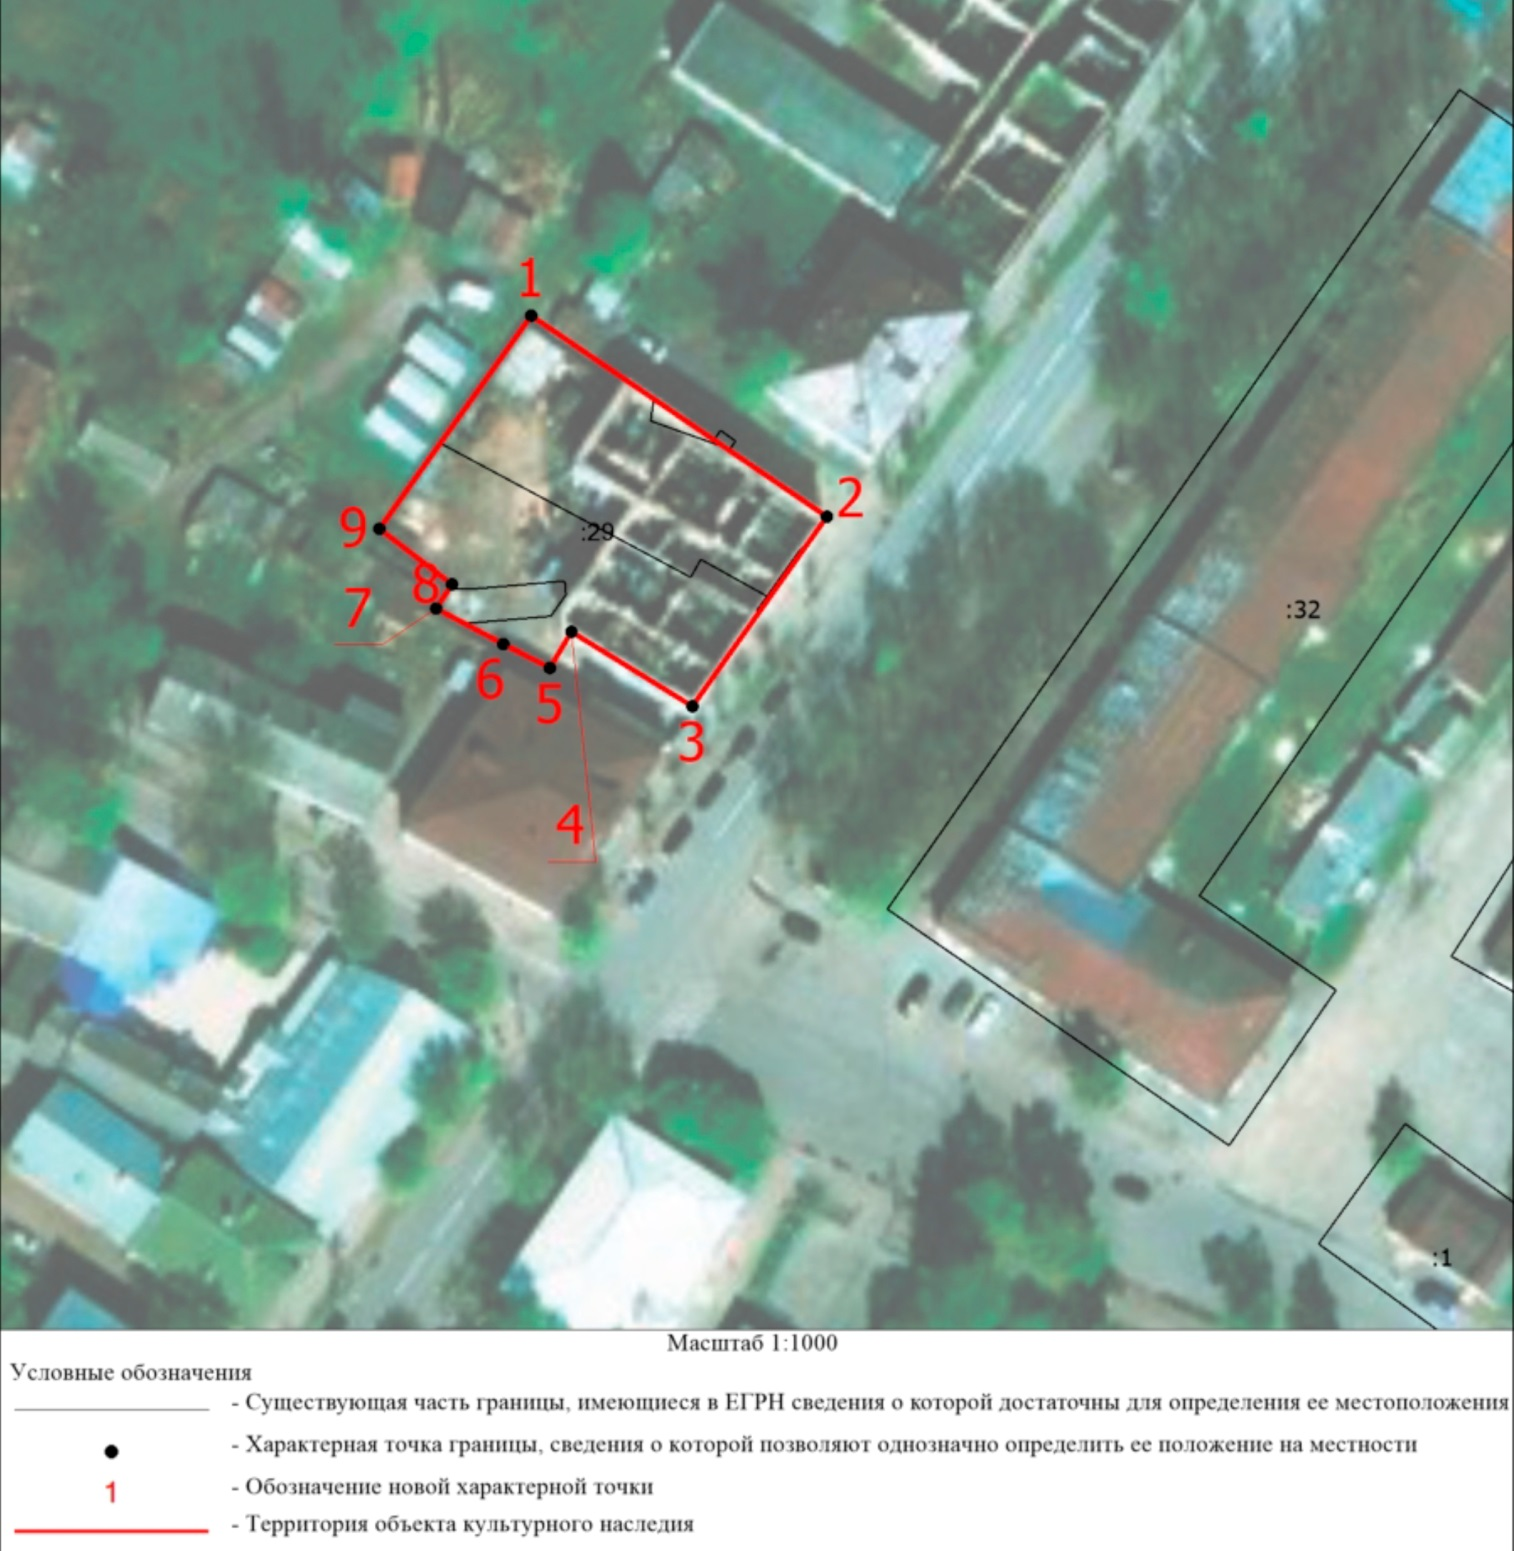 1
2
:29
9
8
7
:32
6
5
3
4
:1
Масштаб 1:1000
Условные обозначения
- Существующая часть границы, имеющиеся в ЕГРН сведения о которой достаточны для определения ее местоположения
- Характерная точка границы, сведения о которой позволяют однозначно определить ее положение на местности
1 - Обозначение новой характерной точки
- Территория объекта культурного наследия